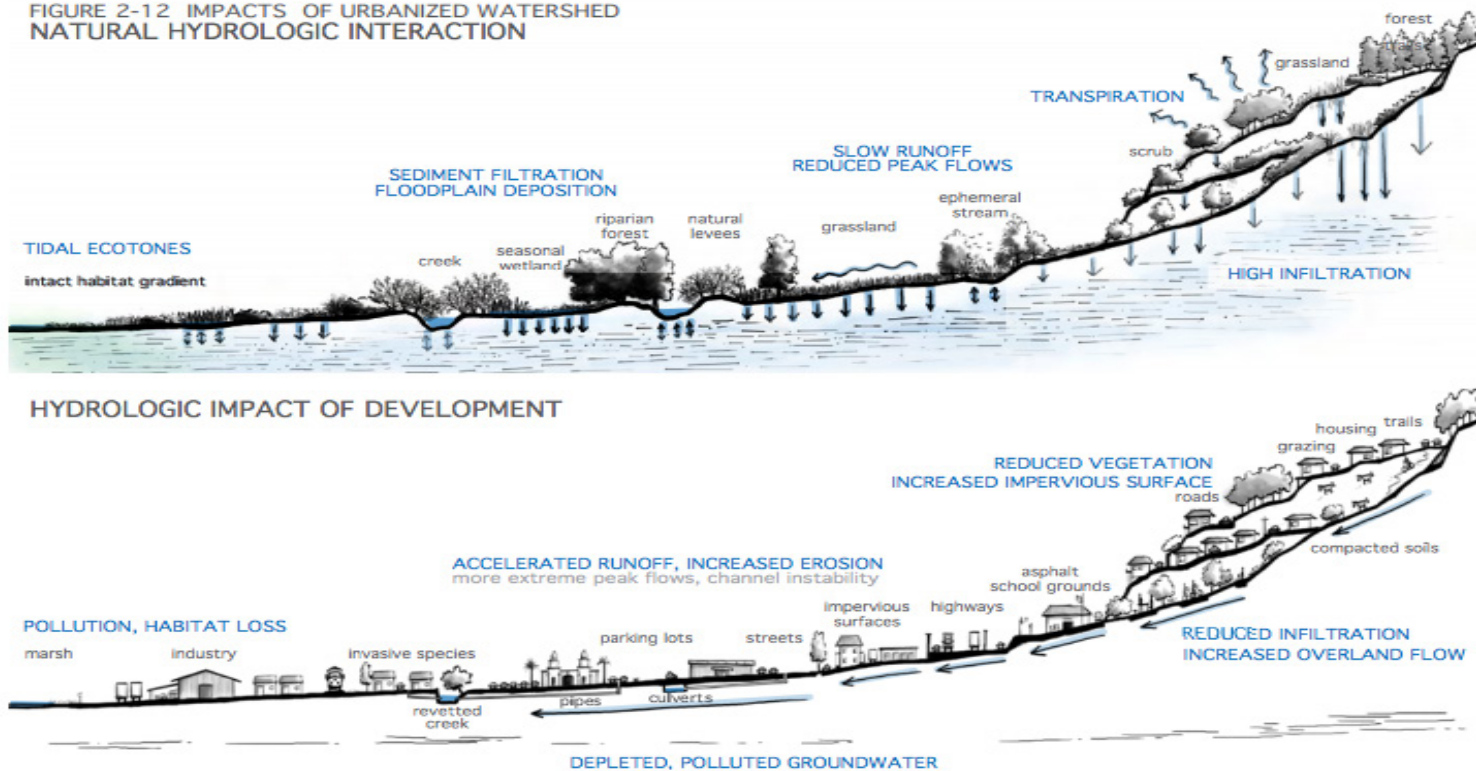 FIGURE 2-12 IMPACTS OF URBANIZED WATERSHED
NATURAL HYDROLOGIC INTERACTION
forest
trails
grassland
TRANSPIRATION
scrub
SLOW RUNOFF
REDUCED PEAK FLOWS
SEDIMENT FILTRATION
FLOODPLAIN DEPOSITION
ephemeral
stream
riparian
forest
natural
levees
grassland
TIDAL ECOTONES
creek
seasonal
wetland
intact habitat gradient
HIGH INFILTRATION
HYDROLOGIC IMPACT OF DEVELOPMENT
trails
housing
grazing
REDUCED VEGETATION
INCREASED IMPERVIOUS SURFACE
roads
compacted soils
ACCELERATED RUNOFF, INCREASED EROSION
more extreme peak flows, channel instability
asphalt
school grounds
impervious
surfaces
highways
POLLUTION, HABITAT LOSS
parking lots
streets
REDUCED INFILTRATION
INCREASED OVERLAND FLOW
marsh
industry
invasive species
pipes
culverts
revetted
creek
DEPLETED, POLLUTED GROUNDWATER